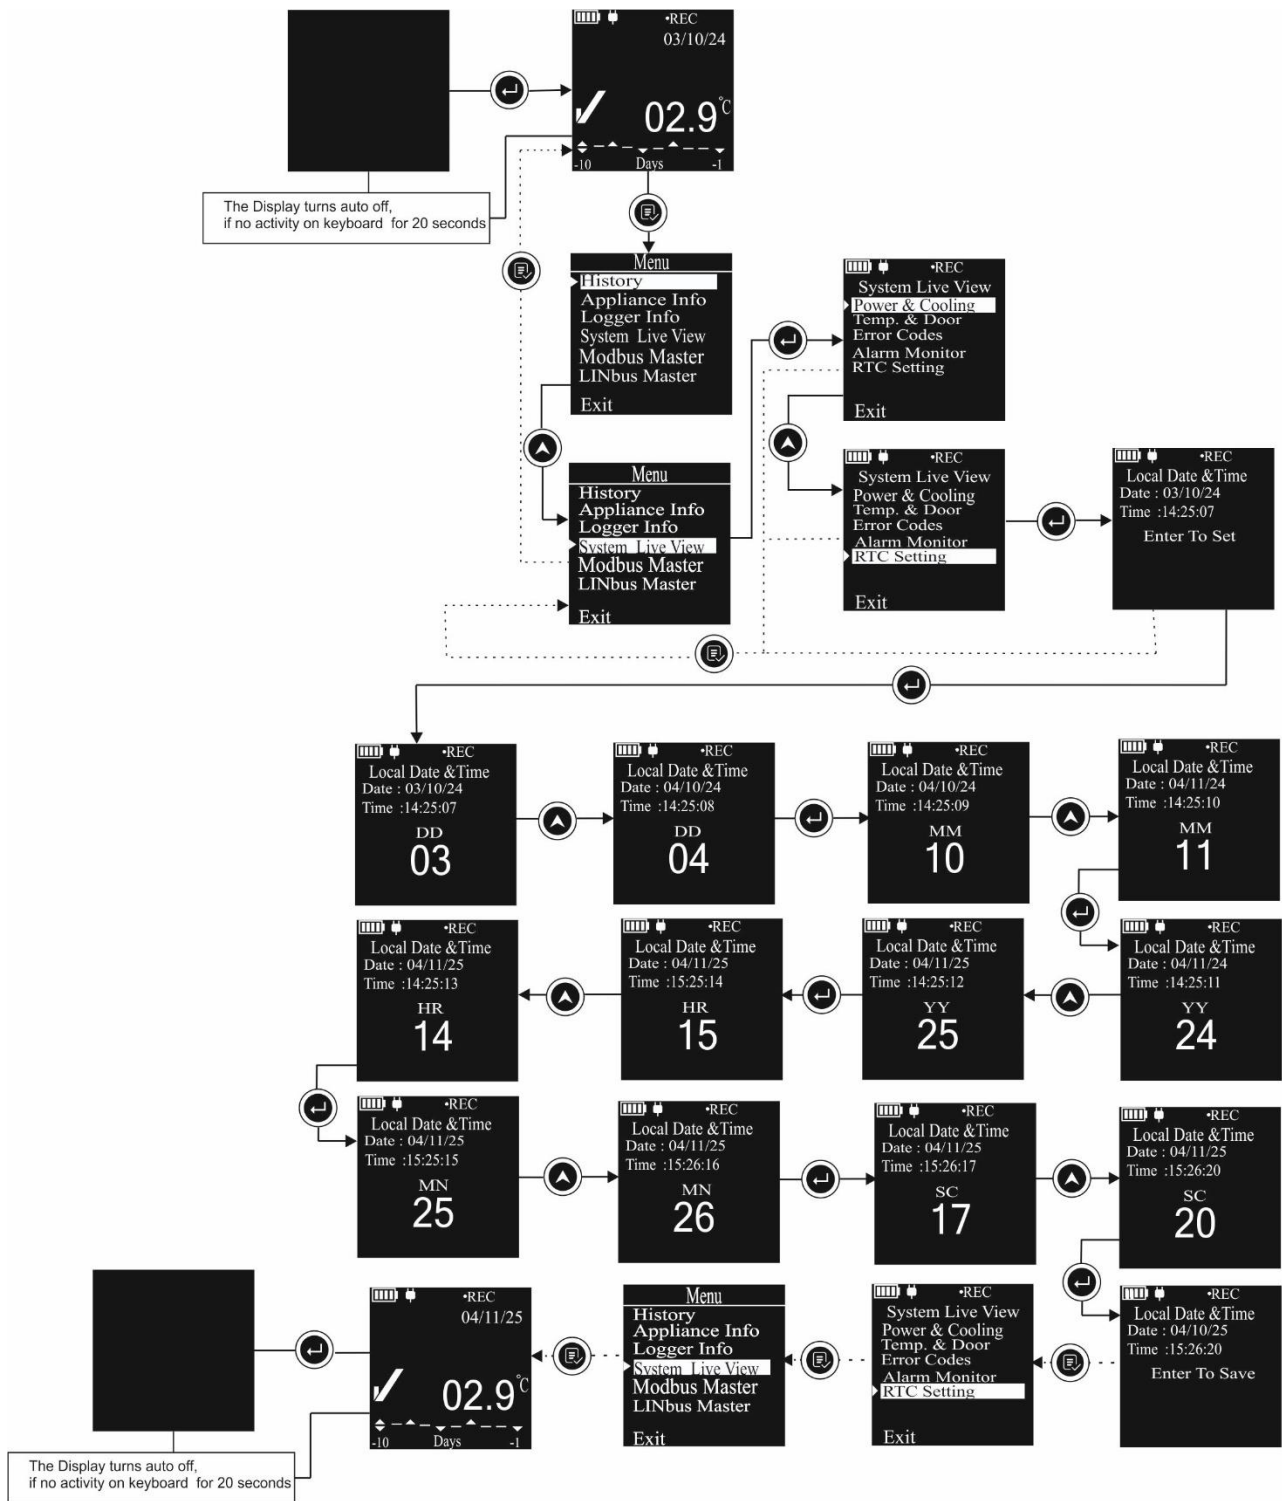 •REC
03/10/24
02.9°C
-10 Days -1
The Display turns auto off,
if no activity on keyboard for 20 seconds
Menu
History
Appliance Info
Logger Info
System Live View
Modbus Master
LINbus Master
Exit
•REC
System Live View
Power & Cooling
Temp. & Door
Error Codes
Alarm Monitor
RTC Setting
Exit
Menu
History
Appliance Info
Logger Info
System Live View
Modbus Master
LINbus Master
Exit
•REC
System Live View
Power & Cooling
Temp. & Door
Error Codes
Alarm Monitor
RTC Setting
Exit
•REC
Local Date &Time
Date : 03/10/24
Time :14:25:07
Enter To Set
•REC
Local Date &Time
Date : 03/10/24
Time :14:25:07
DD
03
•REC
Local Date &Time
Date : 04/10/24
Time :14:25:08
DD
04
•REC
Local Date &Time
Date : 04/10/24
Time :14:25:09
MM
10
•REC
Local Date &Time
Date : 04/11/24
Time :14:25:10
MM
11
•REC
Local Date &Time
Date : 04/11/25
Time :14:25:13
HR
14
•REC
Local Date &Time
Date : 04/11/25
Time :15:25:14
HR
15
•REC
Local Date &Time
Date : 04/11/25
Time :14:25:12
YY
25
•REC
Local Date &Time
Date : 04/11/24
Time :14:25:11
YY
24
•REC
Local Date &Time
Date : 04/11/25
Time :15:25:15
MN
25
•REC
Local Date &Time
Date : 04/11/25
Time :15:26:16
MN
26
•REC
Local Date &Time
Date : 04/11/25
Time :15:26:17
SC
17
•REC
Local Date &Time
Date : 04/11/25
Time :15:26:20
SC
20
•REC
04/11/25
02.9°C
-10 Days -1
Menu
History
Appliance Info
Logger Info
System Live View
Modbus Master
LINbus Master
Exit
•REC
System Live View
Power & Cooling
Temp. & Door
Error Codes
Alarm Monitor
RTC Setting
Exit
•REC
Local Date &Time
Date : 04/10/25
Time :15:26:20
Enter To Save
The Display turns auto off,
if no activity on keyboard for 20 seconds